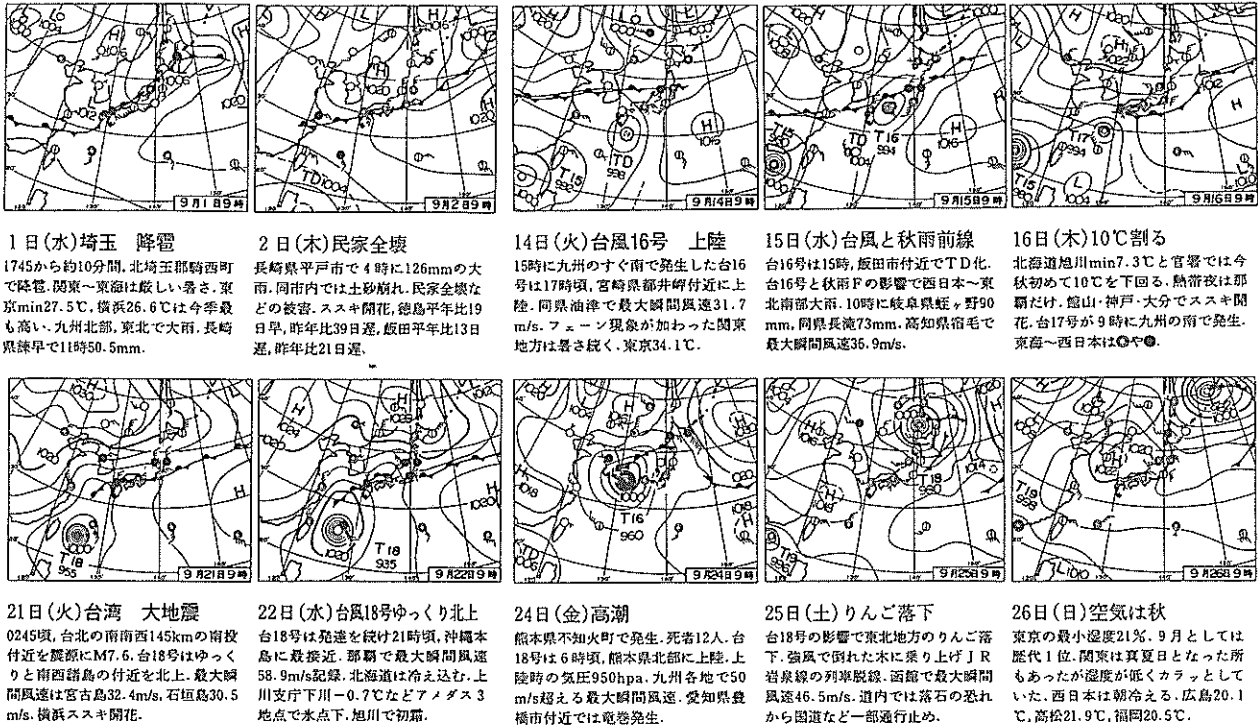 9月1日9時
9月2日9時
9月14日9時
9月15日9時
9月16日9時
1日(水)埼玉 降雹
1745から約10分間,北埼玉郡騎西町
で降雹.関東〜東海は厳しい暑さ.東
京min27.5℃,横浜26.6℃は今季最
も高い.九州北部,東北で大雨.長崎
県諫早で11時50.5mm.
2日(木)民家全壊
長崎県平戸市で4時に126mmの大
雨.同市内では土砂崩れ.民家全壊な
どの被害.ススキ開花,徳島平年比19
日早,昨年比39日遅,飯田平年比13日
遅,昨年比21日遅.
14日(火)台風16号 上陸
15時に九州のすぐ南で発生した台16
号は17時頃,宮崎県都井岬付近に上
陸.同県油津で最大瞬間風速31.7
m/s.フェーン現象が加わった関東
地方は暑さ続く.東京34.1℃.
15日(水)台風と秋雨前線
台16号は15時,飯田市付近でTD化.
台16号と秋雨Fの影響で西日本〜東
北南部大雨.10時に岐阜県蛭ヶ野90
mm,同県長滝73mm.高知県宿毛で
最大瞬間風速36.9m/s.
16日(木)10℃割る
北海道旭川min7.3℃と官署では今
秋初めて10℃を下回る.熱帯夜は那
覇だけ.館山・神戸・大分でススキ開
花.台17号が9時に九州の南で発生.
東海〜西日本は や .
9月21日9時
9月22日9時
9月24日9時
9月25日9時
9月26日9時
21日(火)台湾 大地震
0245頃,台北の南南西145kmの南投
付近を震源にM7.6.台18号はゆっく
りと南西諸島の付近を北上.最大瞬
間風速は宮古島32.4m/s,石垣島30.5
m/s.横浜ススキ開花.
22日(水)台風18号ゆっくり北上
台18号は発達を続け21時頃,沖縄本
島に最接近.那覇で最大瞬間風速
58.9m/s記録.北海道は冷え込む.上
川支庁下川-0.7℃などアメダス3
地点で氷点下.旭川で初霜.
24日(金)高潮
熊本県不知火町で発生.死者12人.台
18号は6時頃,熊本県北部に上陸.上
陸時の気圧950hpa.九州各地で50
m/s超える最大瞬間風速.愛知県豊
橋市付近では竜巻発生.
25日(土)りんご落下
台18号の影響で東北地方のりんご落
下.強風で倒れた木に乗り上げJR
岩泉線の列車脱線.函館で最大瞬間
風速46.5m/s.道内では落石の恐れ
から国道など一部通行止め.
26日(日)空気は秋
東京の最小湿度21%.9月としては
歴代1位.関東は真夏日となった所
もあったが湿度が低くカラッとして
いた.西日本は朝冷える.広島20.1
℃,高松21.9℃,福岡20.5℃.